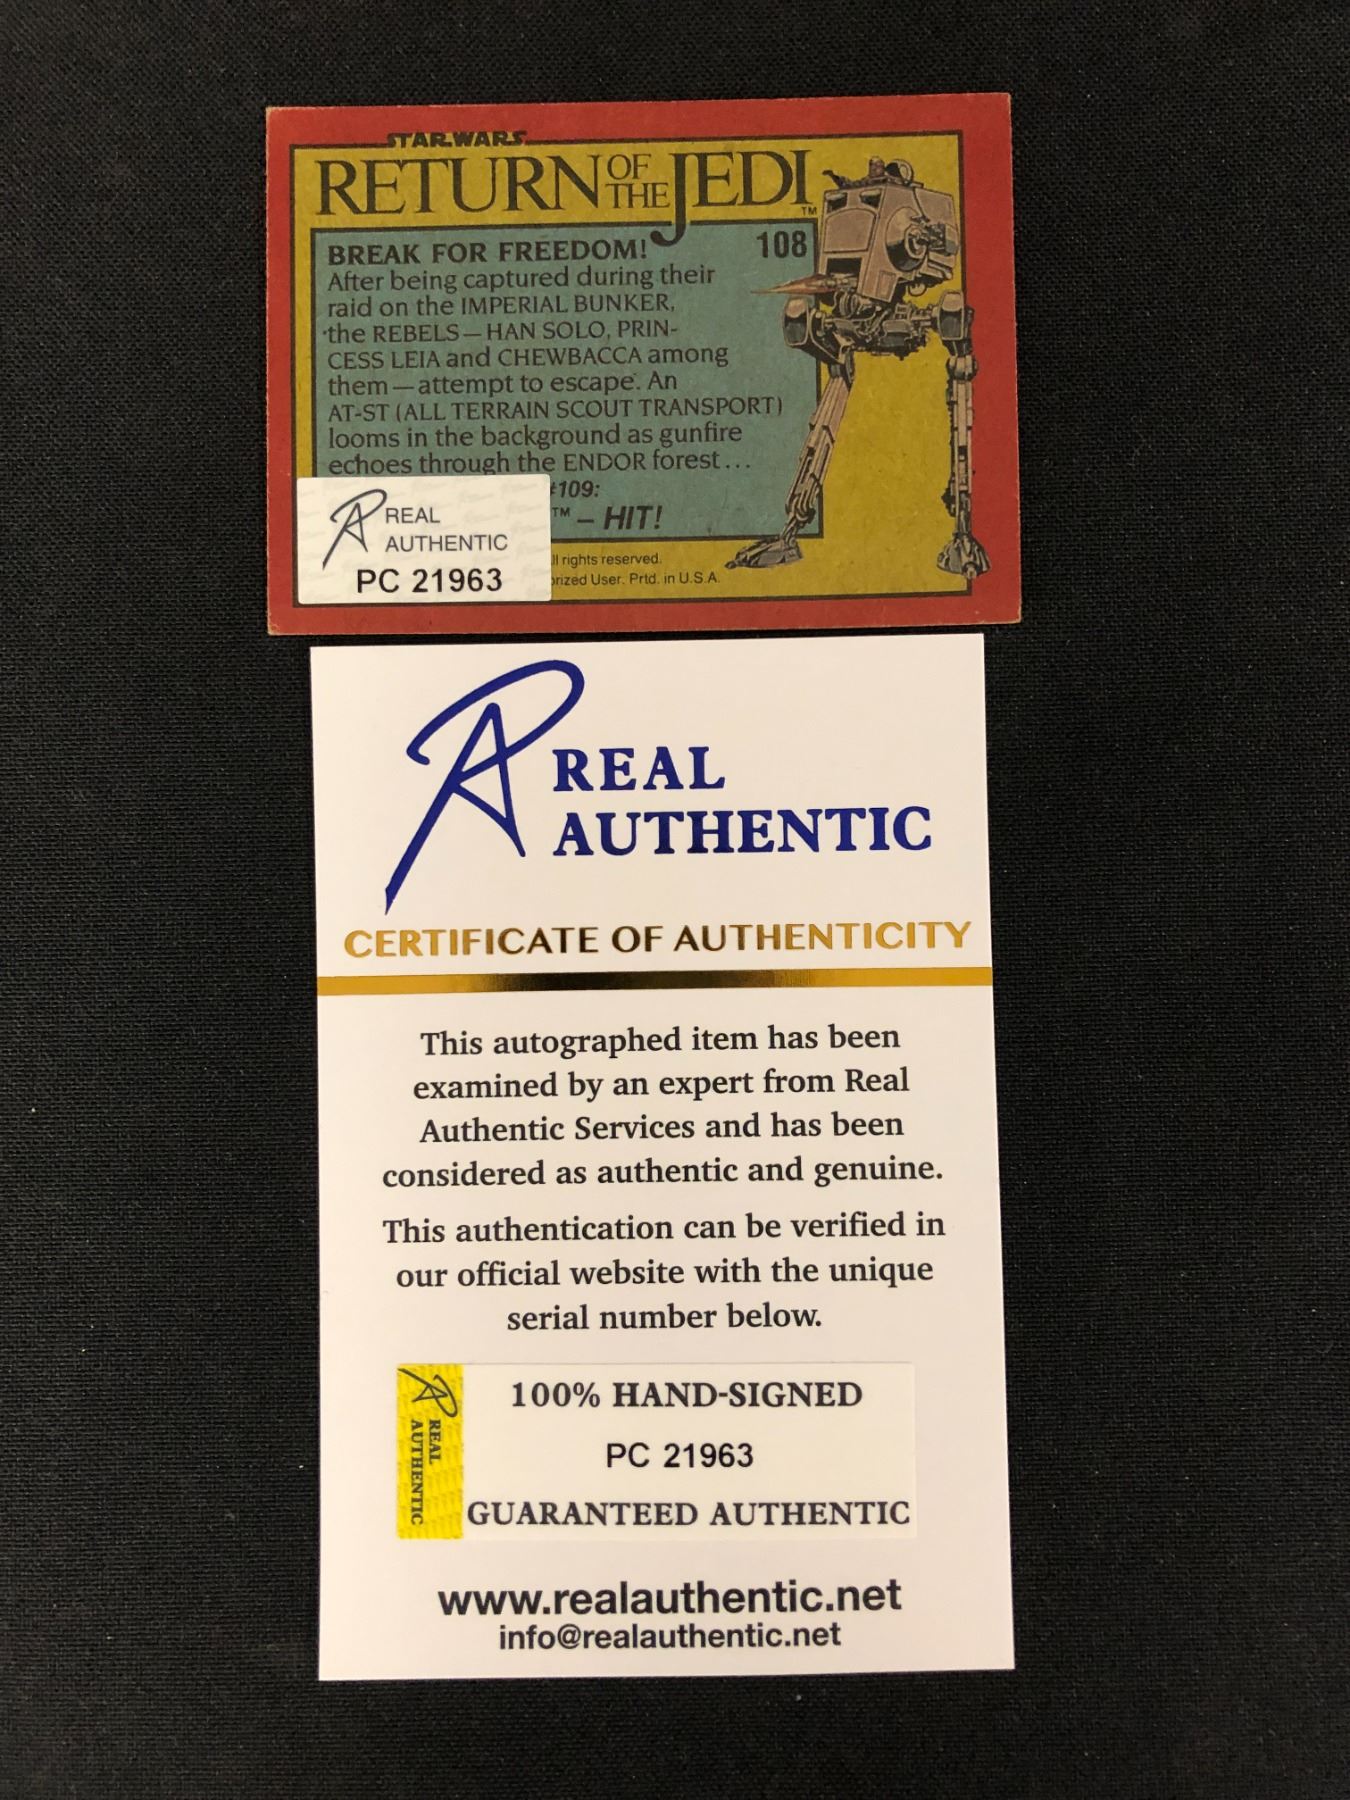 STAR WARS
RETURN OF THE JEDI™
BREAK FOR FREEDOM! 108
After being captured during their
raid on the IMPERIAL BUNKER,
the REBELS—HAN SOLO, PRIN-
CESS LEIA and CHEWBACCA among
them—attempt to escape. An
AT-ST (ALL TERRAIN SCOUT TRANSPORT)
looms in the background as gunfire
echoes through the ENDOR forest...
#109:
™ – HIT!
rights reserved.
User. Prtd. in U.S.A.
REAL
AUTHENTIC
PC 21963
REAL
AUTHENTIC
CERTIFICATE OF AUTHENTICITY
This autographed item has been
examined by an expert from Real
Authentic Services and has been
considered as authentic and genuine.
This authentication can be verified in
our official website with the unique
serial number below.
REAL
AUTHENTIC
100% HAND-SIGNED
PC 21963
GUARANTEED AUTHENTIC
www.realauthentic.net
info@realauthentic.net